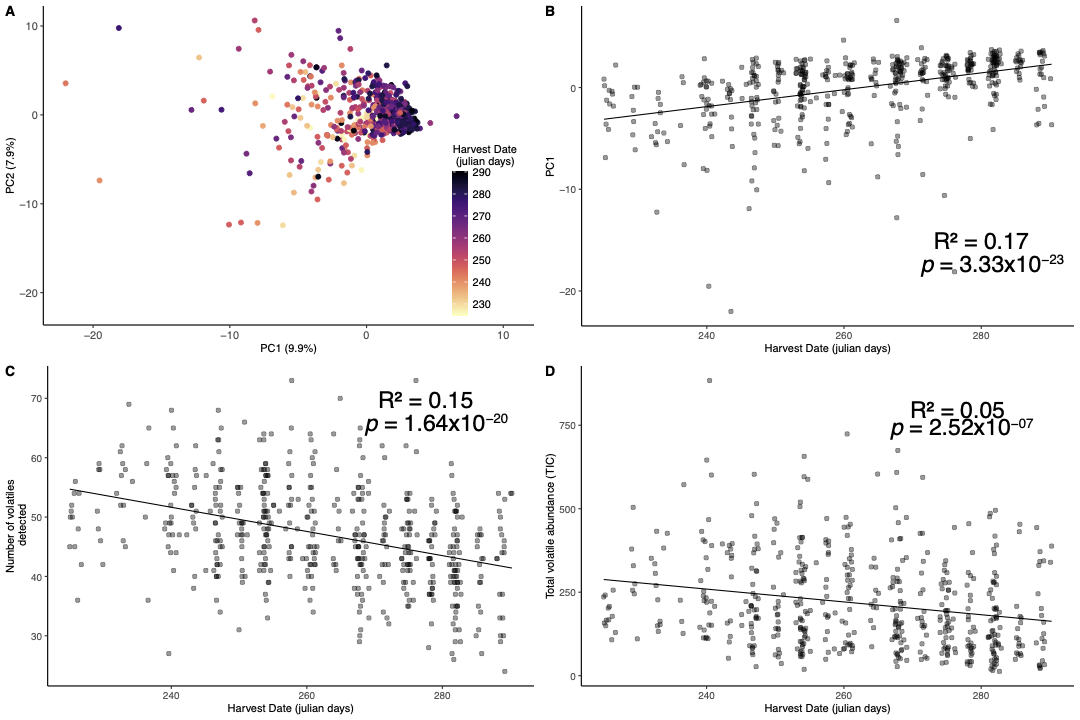 A
10
0
−10
−20
PC2 (7.9%)
−20
−10
0
10
PC1 (9.9%)
Harvest Date
(julian days)
290
280
270
260
250
240
230
B
0
−10
−20
PC1
R² = 0.17
p = 3.33x10⁻²³
240
260
280
Harvest Date (julian days)
C
70
60
50
40
30
Number of volatiles
detected
R² = 0.15
p = 1.64x10⁻²⁰
240
260
280
Harvest Date (julian days)
D
750
500
250
0
Total volatile abundance (TIC)
R² = 0.05
p = 2.52x10⁻⁰⁷
240
260
280
Harvest Date (julian days)